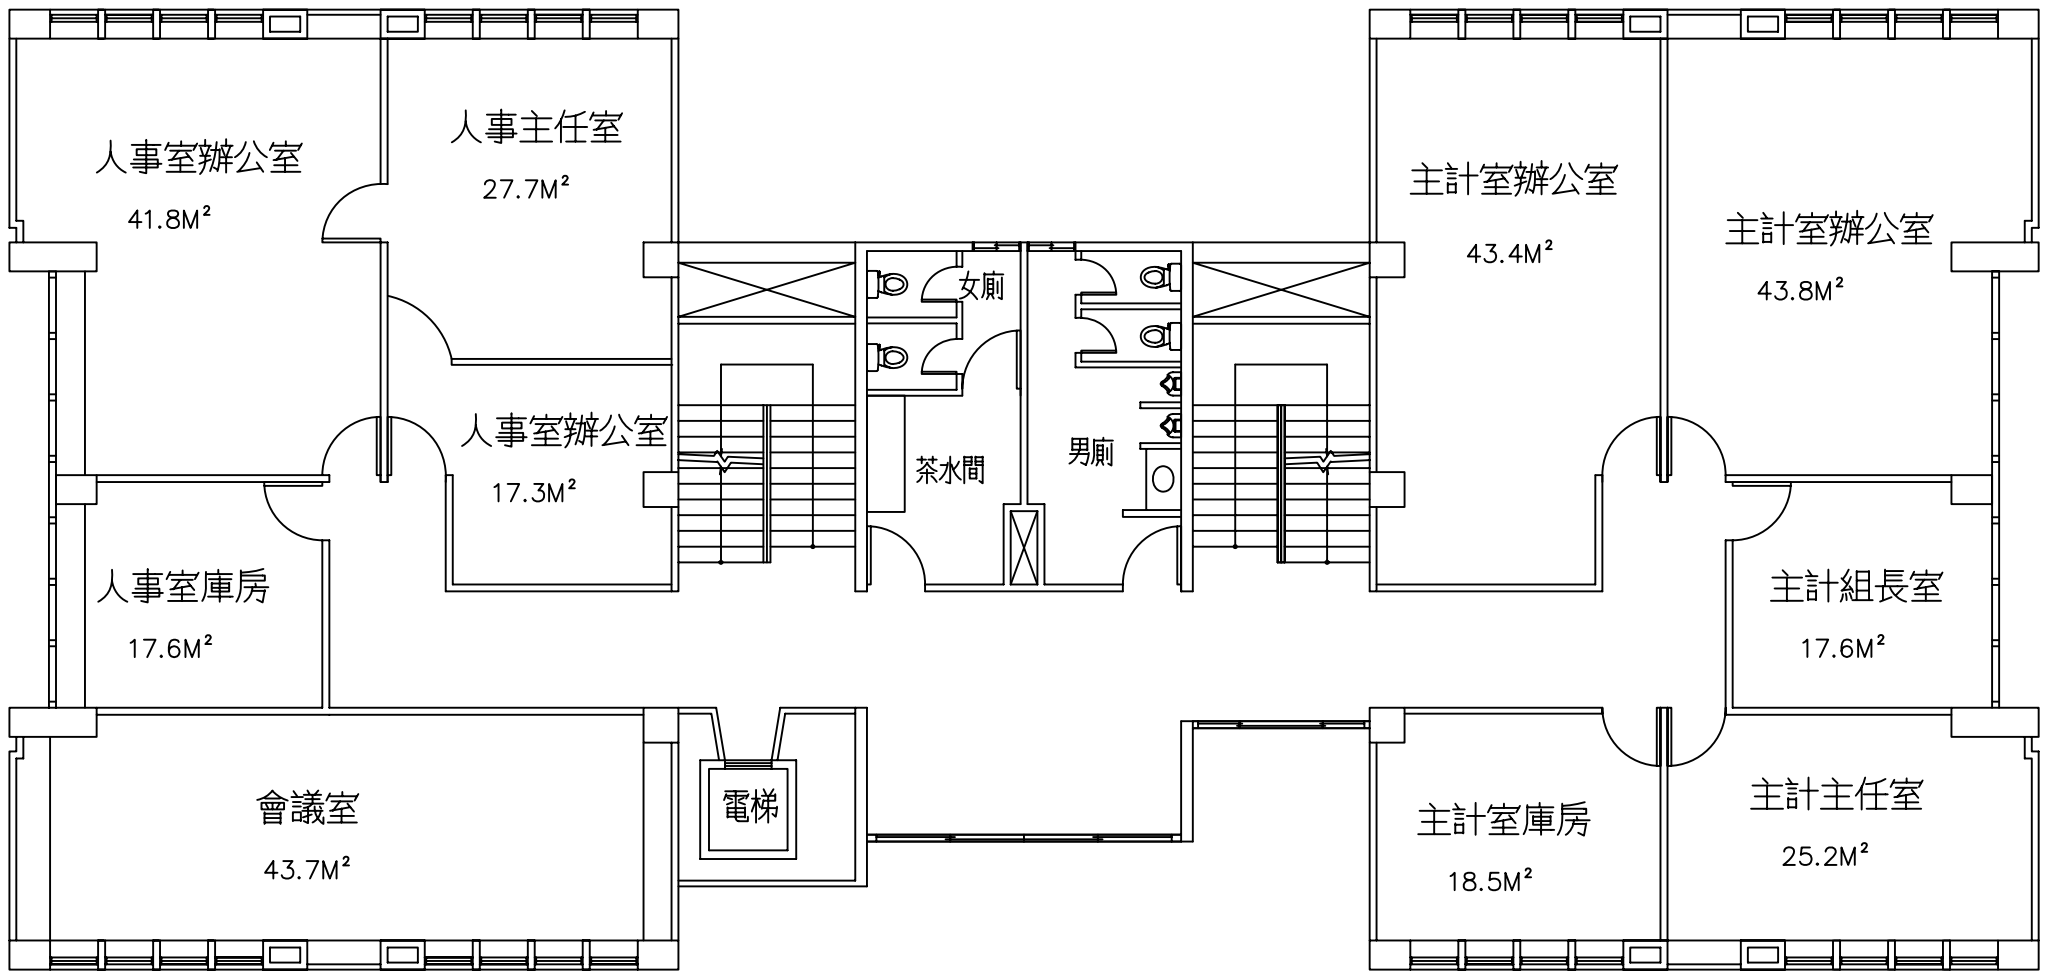 人事室辦公室
41.8M²
人事主任室
27.7M²
人事室辦公室
17.3M²
人事室庫房
17.6M²
會議室
43.7M²
電梯
女廁
茶水間
男廁
主計室辦公室
43.4M²
主計室辦公室
43.8M²
主計組長室
17.6M²
主計室庫房
18.5M²
主計主任室
25.2M²